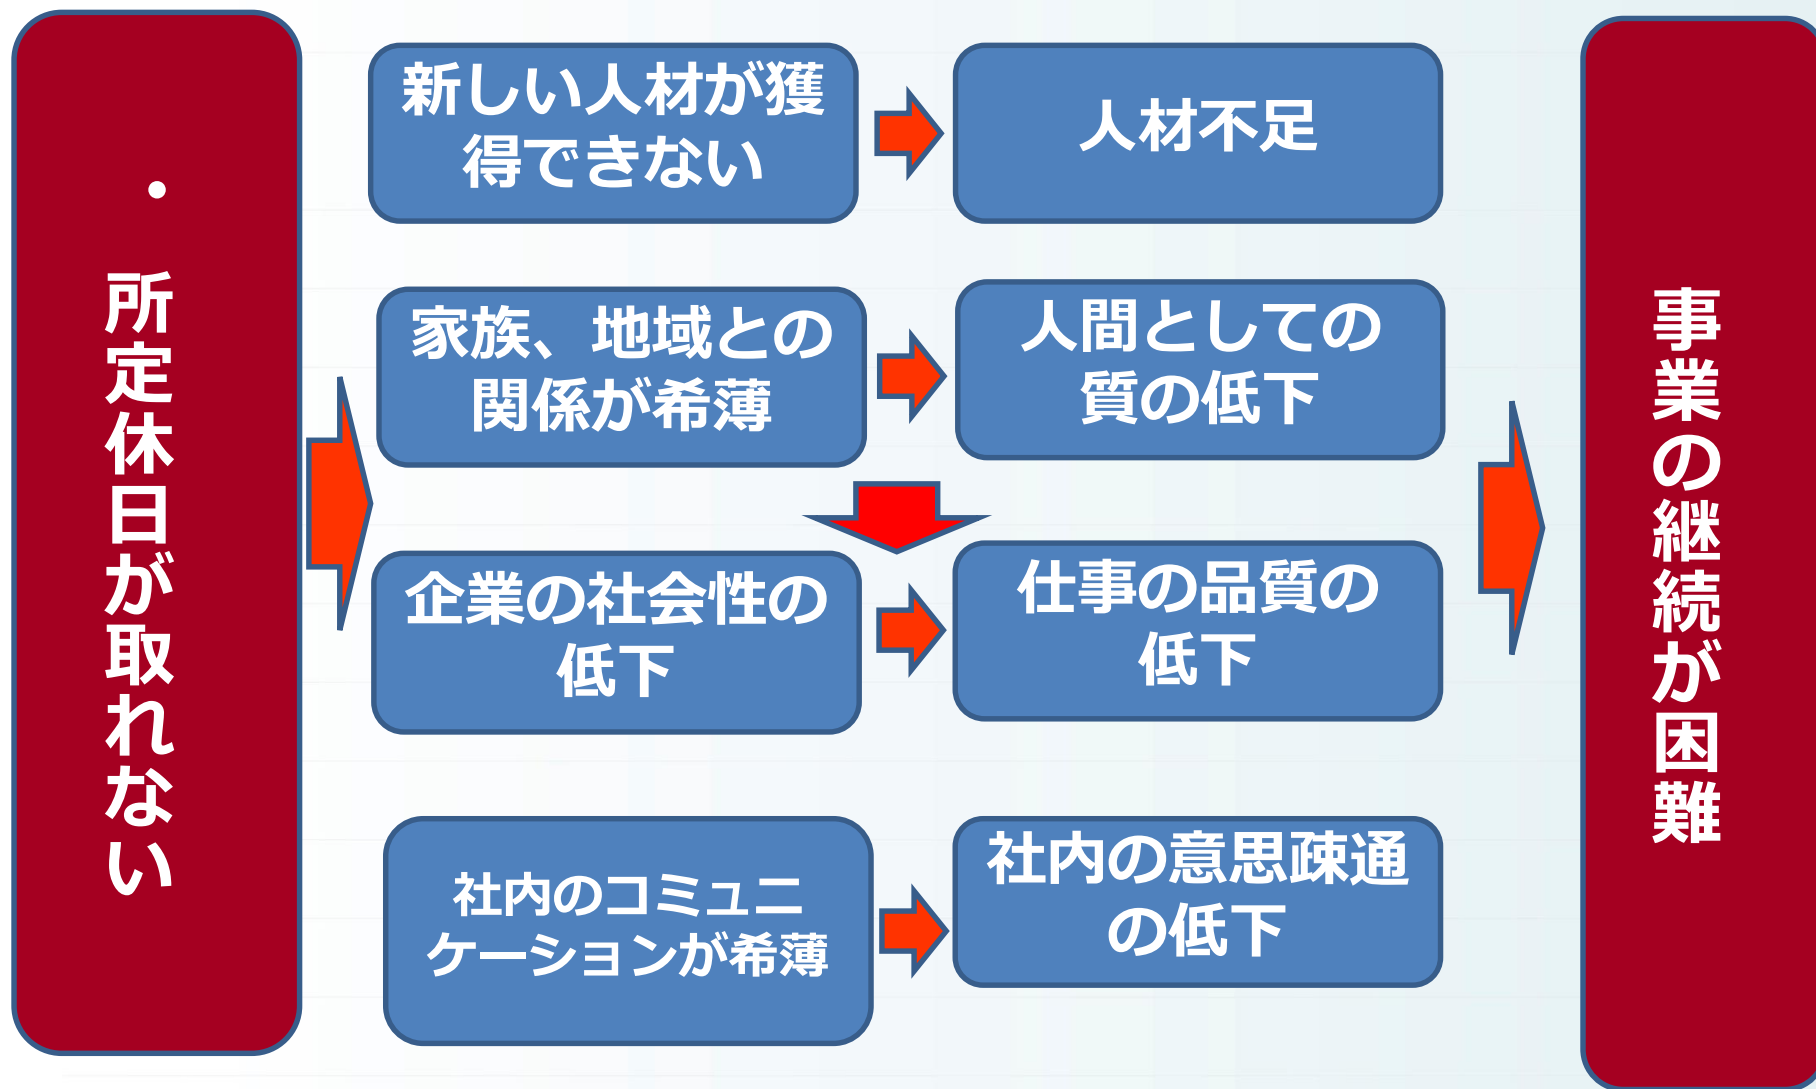 ・所定休日が取れない
新しい人材が獲
得できない
人材不足
家族、地域との
関係が希薄
人間としての
質の低下
企業の社会性の
低下
仕事の品質の
低下
社内のコミュニ
ケーションが希薄
社内の意思疎通
の低下
事業の継続が困難